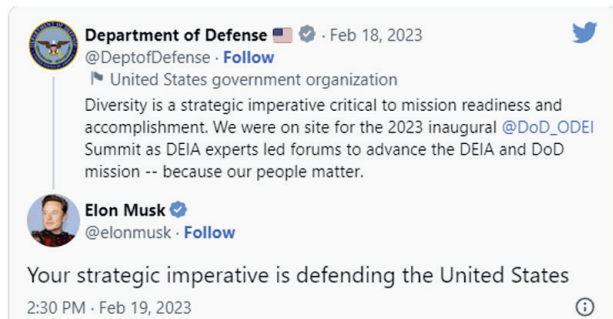 Department of Defense 🇺🇸 · Feb 18, 2023
@DeptofDefense · Follow
United States government organization
Diversity is a strategic imperative critical to mission readiness and
accomplishment. We were on site for the 2023 inaugural @DoD_ODEI
Summit as DEIA experts led forums to advance the DEIA and DoD
mission -- because our people matter.
Elon Musk
@elonmusk · Follow
Your strategic imperative is defending the United States
2:30 PM · Feb 19, 2023